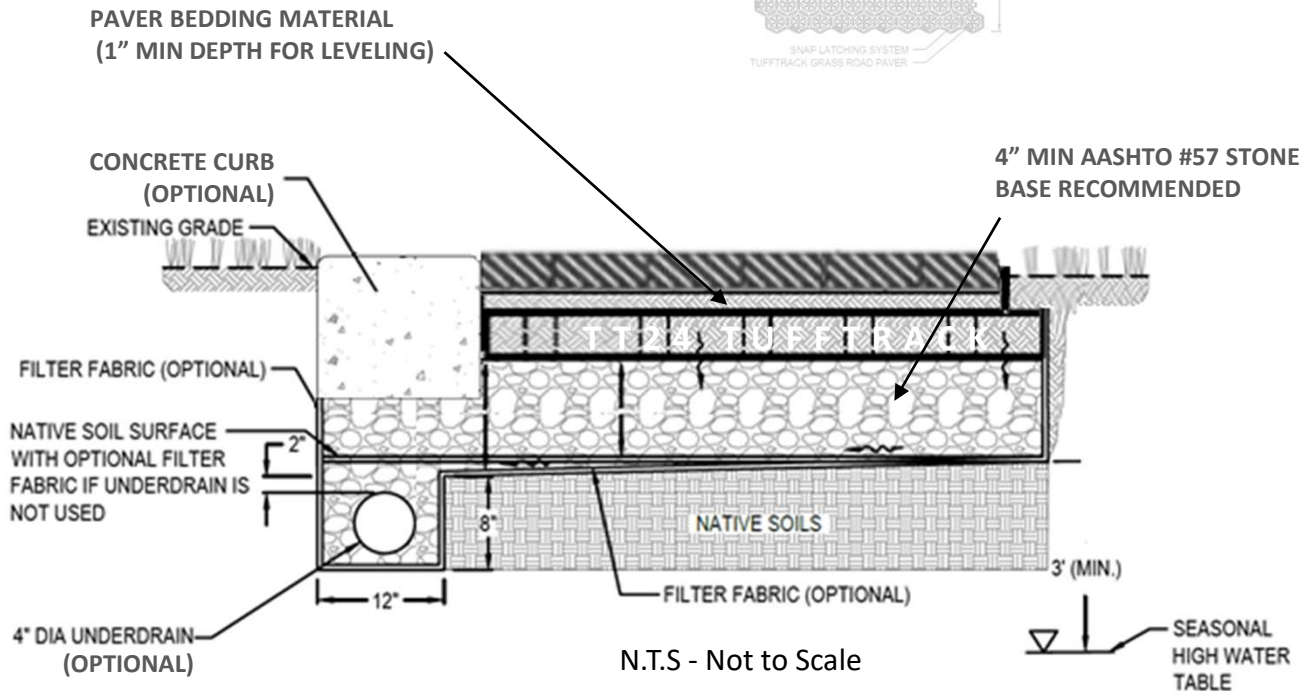 PAVER BEDDING MATERIAL
(1” MIN DEPTH FOR LEVELING)
SNAP LATCHING SYSTEM
TUFFTRACK GRASS ROAD PAVER
CONCRETE CURB
(OPTIONAL)
4” MIN AASHTO #57 STONE
BASE RECOMMENDED
EXISTING GRADE
TT24 TUFFTRACK
FILTER FABRIC (OPTIONAL)
NATIVE SOIL SURFACE
WITH OPTIONAL FILTER
FABRIC IF UNDERDRAIN IS
NOT USED
2"
8"
NATIVE SOILS
12"
FILTER FABRIC (OPTIONAL)
3' (MIN.)
4" DIA UNDERDRAIN
(OPTIONAL)
N.T.S - Not to Scale
SEASONAL
HIGH WATER
TABLE